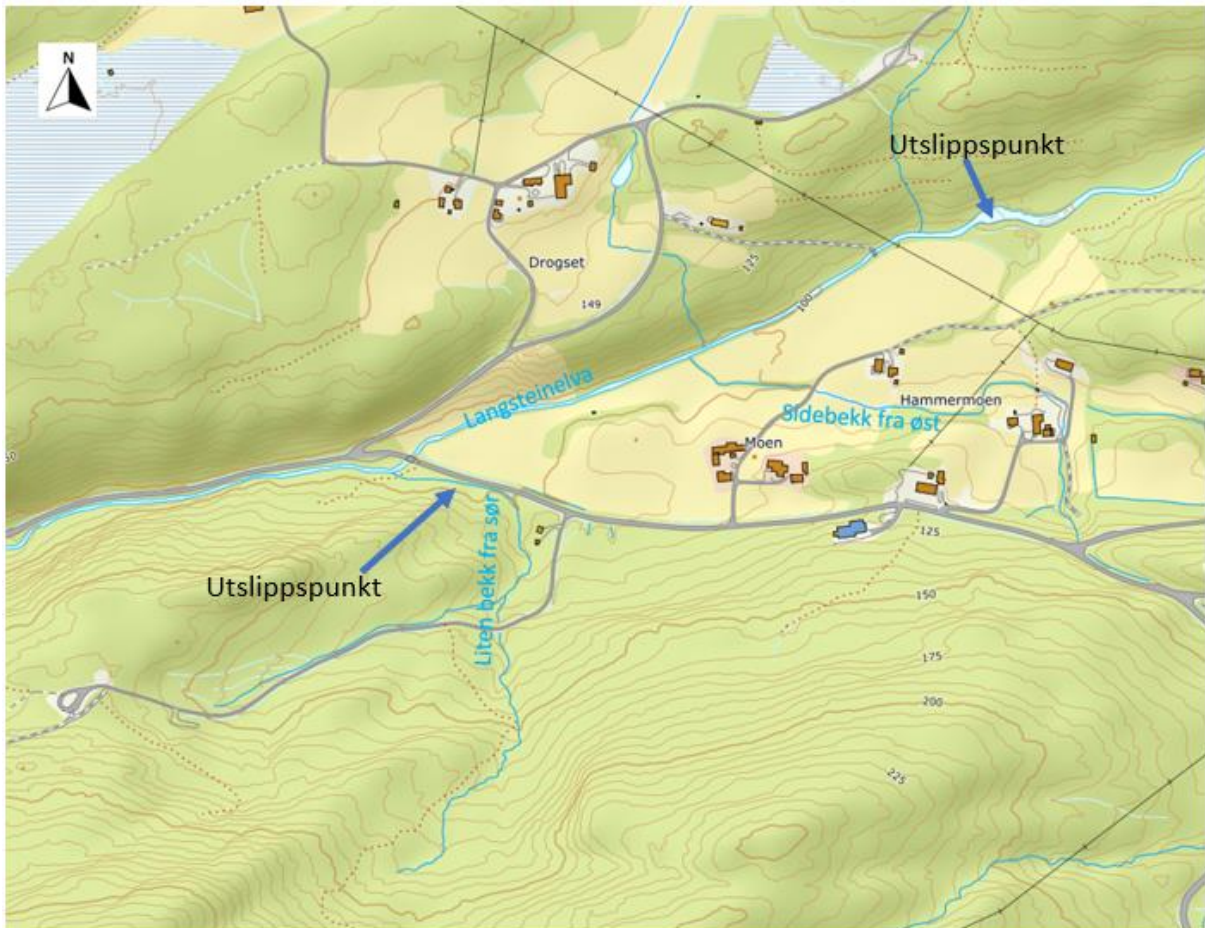 N
Utslippspunkt
Drogset
125
149
100
Langsteinelva
Hammermoen
Sidebekk fra øst
Moen
Utslippspunkt
Liten bekk fra sør
125
150
175
200
225